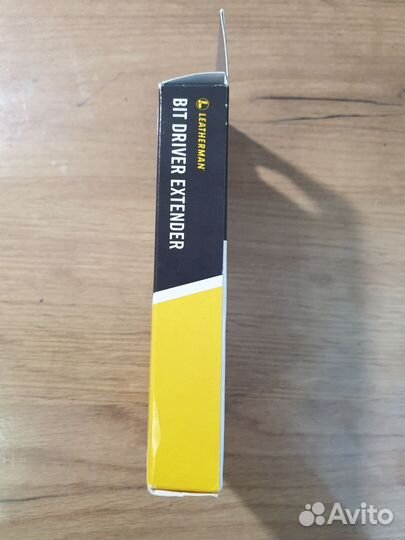 LEATHERMAN
BIT DRIVER EXTENDER
Avito